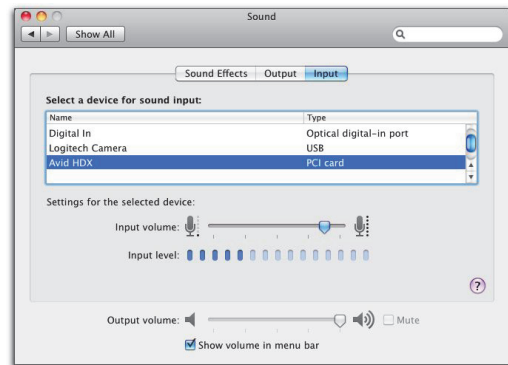 Sound
Show All
Sound Effects Output Input
Select a device for sound input:
Name Type
Digital In Optical digital-in port
Logitech Camera USB
Avid HDX PCI card
Settings for the selected device:
Input volume:
Input level:
?
Output volume: Mute
Show volume in menu bar